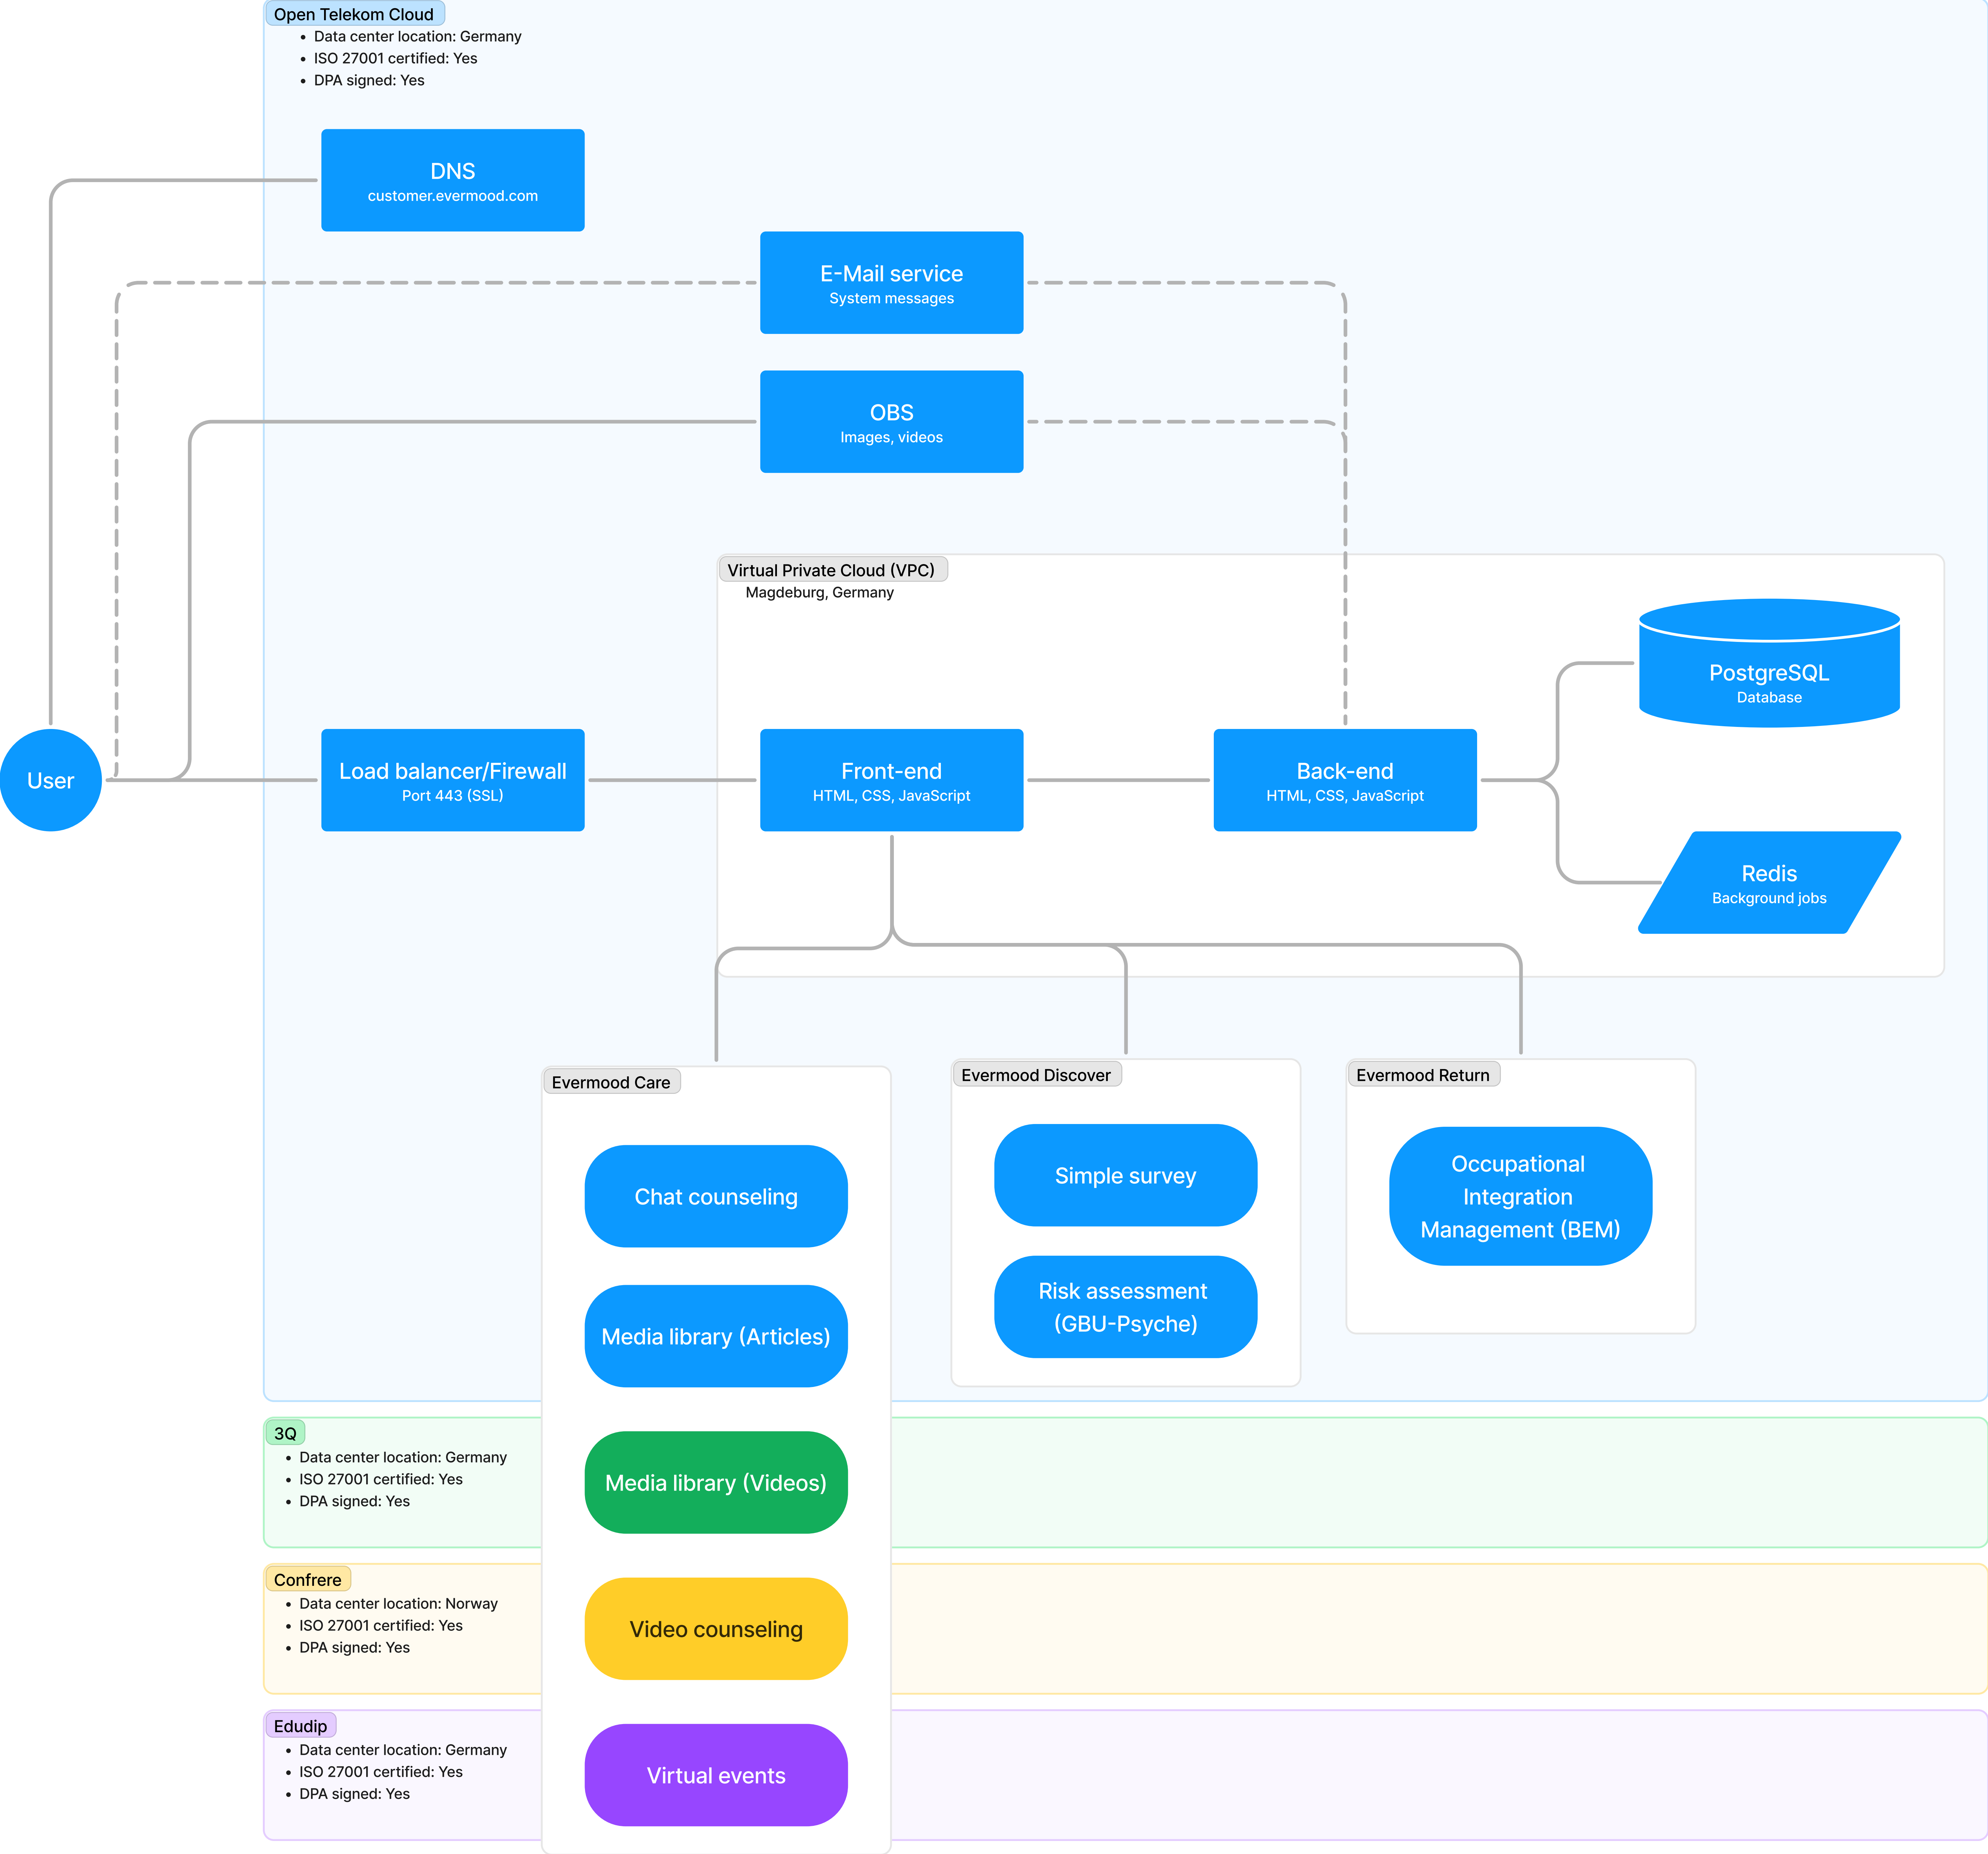 Open Telekom Cloud
• Data center location: Germany
• ISO 27001 certified: Yes
• DPA signed: Yes
DNS
customer.evermood.com
E-Mail service
System messages
OBS
Images, videos
Virtual Private Cloud (VPC)
Magdeburg, Germany
PostgreSQL
Database
User
Load balancer/Firewall
Port 443 (SSL)
Front-end
HTML, CSS, JavaScript
Back-end
HTML, CSS, JavaScript
Redis
Background jobs
Evermood Care
Chat counseling
Media library (Articles)
Media library (Videos)
Video counseling
Virtual events
Evermood Discover
Simple survey
Risk assessment
(GBU-Psyche)
Evermood Return
Occupational
Integration
Management (BEM)
3Q
• Data center location: Germany
• ISO 27001 certified: Yes
• DPA signed: Yes
Confrere
• Data center location: Norway
• ISO 27001 certified: Yes
• DPA signed: Yes
Edudip
• Data center location: Germany
• ISO 27001 certified: Yes
• DPA signed: Yes